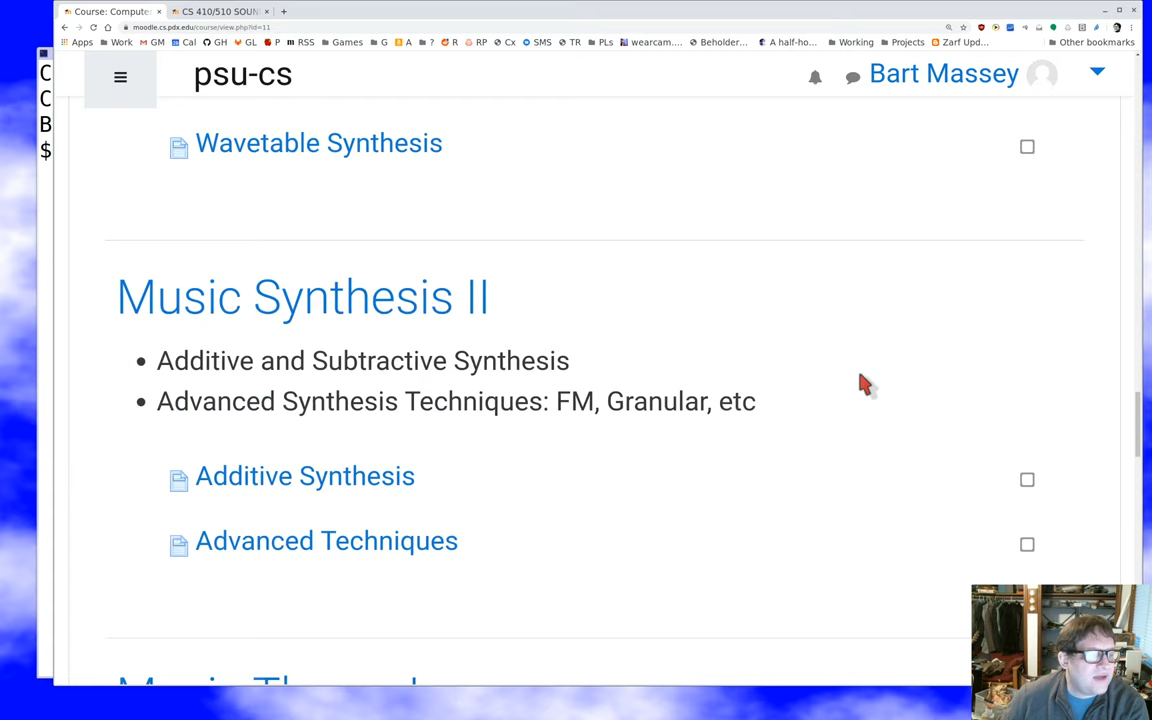 Course: Computer
CS 410/510 SOUN
moodle.cs.pdx.edu/course/view.php?id=11
Apps Work GM Cal GH GL P RSS Games G A ? R RP Cx SMS TR PLs wearcam.... Beholder... A half-ho... Working Projects Zarf Upd... Other bookmarks
C
C
B
$
psu-cs
Bart Massey
Wavetable Synthesis
Music Synthesis II
• Additive and Subtractive Synthesis
• Advanced Synthesis Techniques: FM, Granular, etc
Additive Synthesis
Advanced Techniques